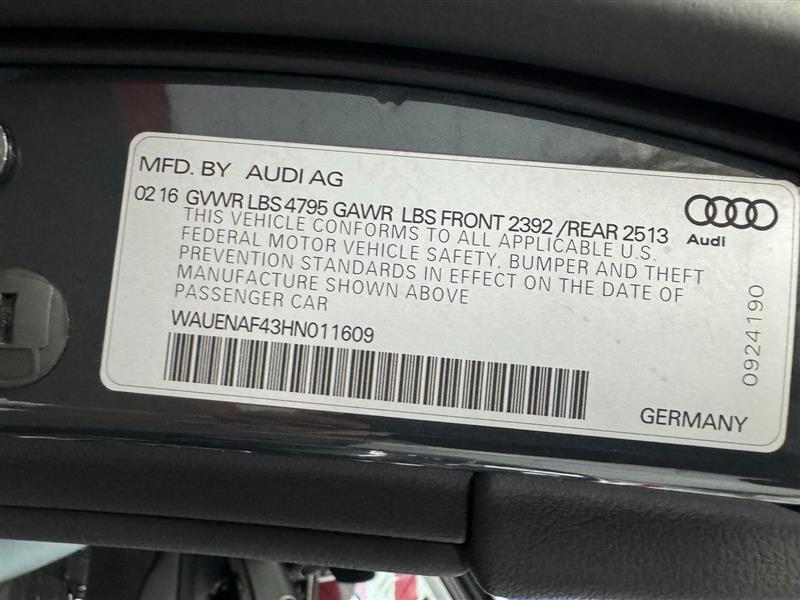 MFD. BY AUDI AG
02 16 GVWR LBS 4795 GAWR LBS FRONT 2392 /REAR 2513
THIS VEHICLE CONFORMS TO ALL APPLICABLE U.S.
FEDERAL MOTOR VEHICLE SAFETY, BUMPER AND THEFT
PREVENTION STANDARDS IN EFFECT ON THE DATE OF
MANUFACTURE SHOWN ABOVE
PASSENGER CAR
WAUENAF43HN011609
Audi
0924190
GERMANY